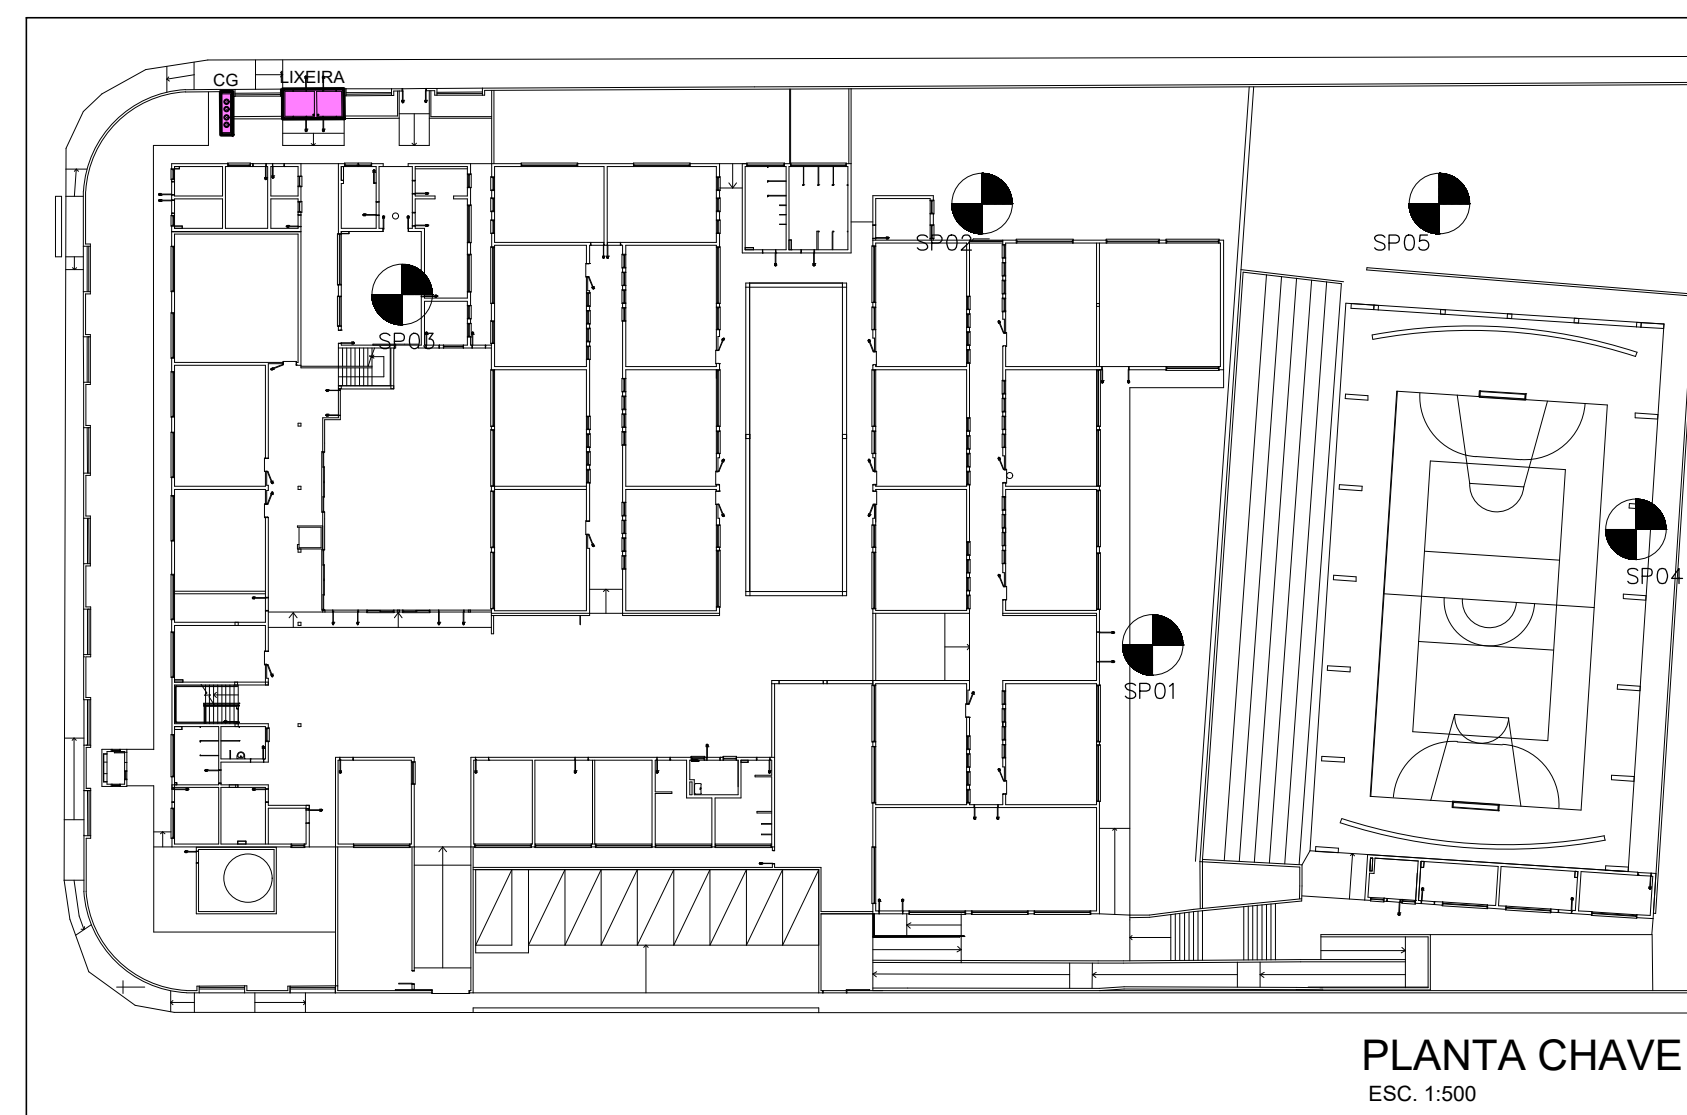 CG
LIXEIRA
SP02
SP05
SP03
SP04
SP01
PLANTA CHAVE
ESC. 1:500